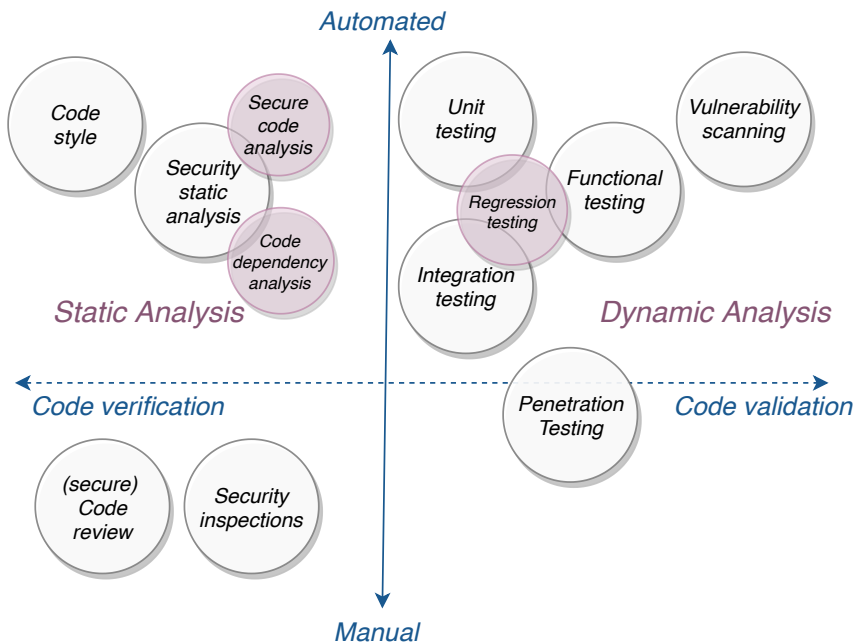 Automated
Code
style
Secure
code
analysis
Security
static
analysis
Code
dependency
analysis
Unit
testing
Vulnerability
scanning
Functional
testing
Regression
testing
Integration
testing
Static Analysis
Dynamic Analysis
Code verification
Code validation
Penetration
Testing
(secure)
Code
review
Security
inspections
Manual